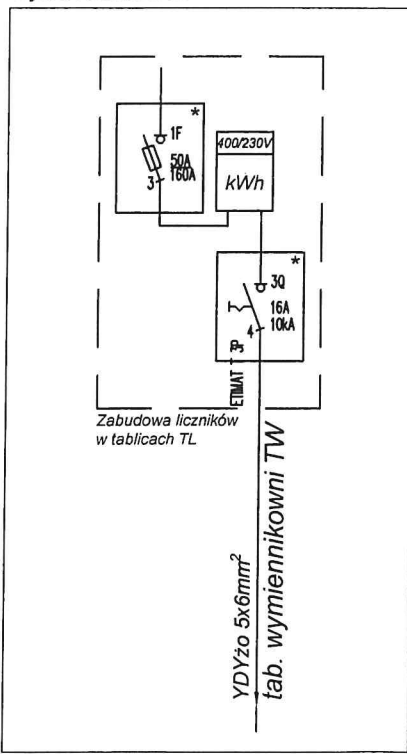 *
1F
50A
160A
3
400/230V
kWh
*
3Q
16A
10kA
4
3P
ETIMAT
Zabudowa liczników
w tablicach TL
YDYżo 5x6mm²
tab. wymiennikowni TW